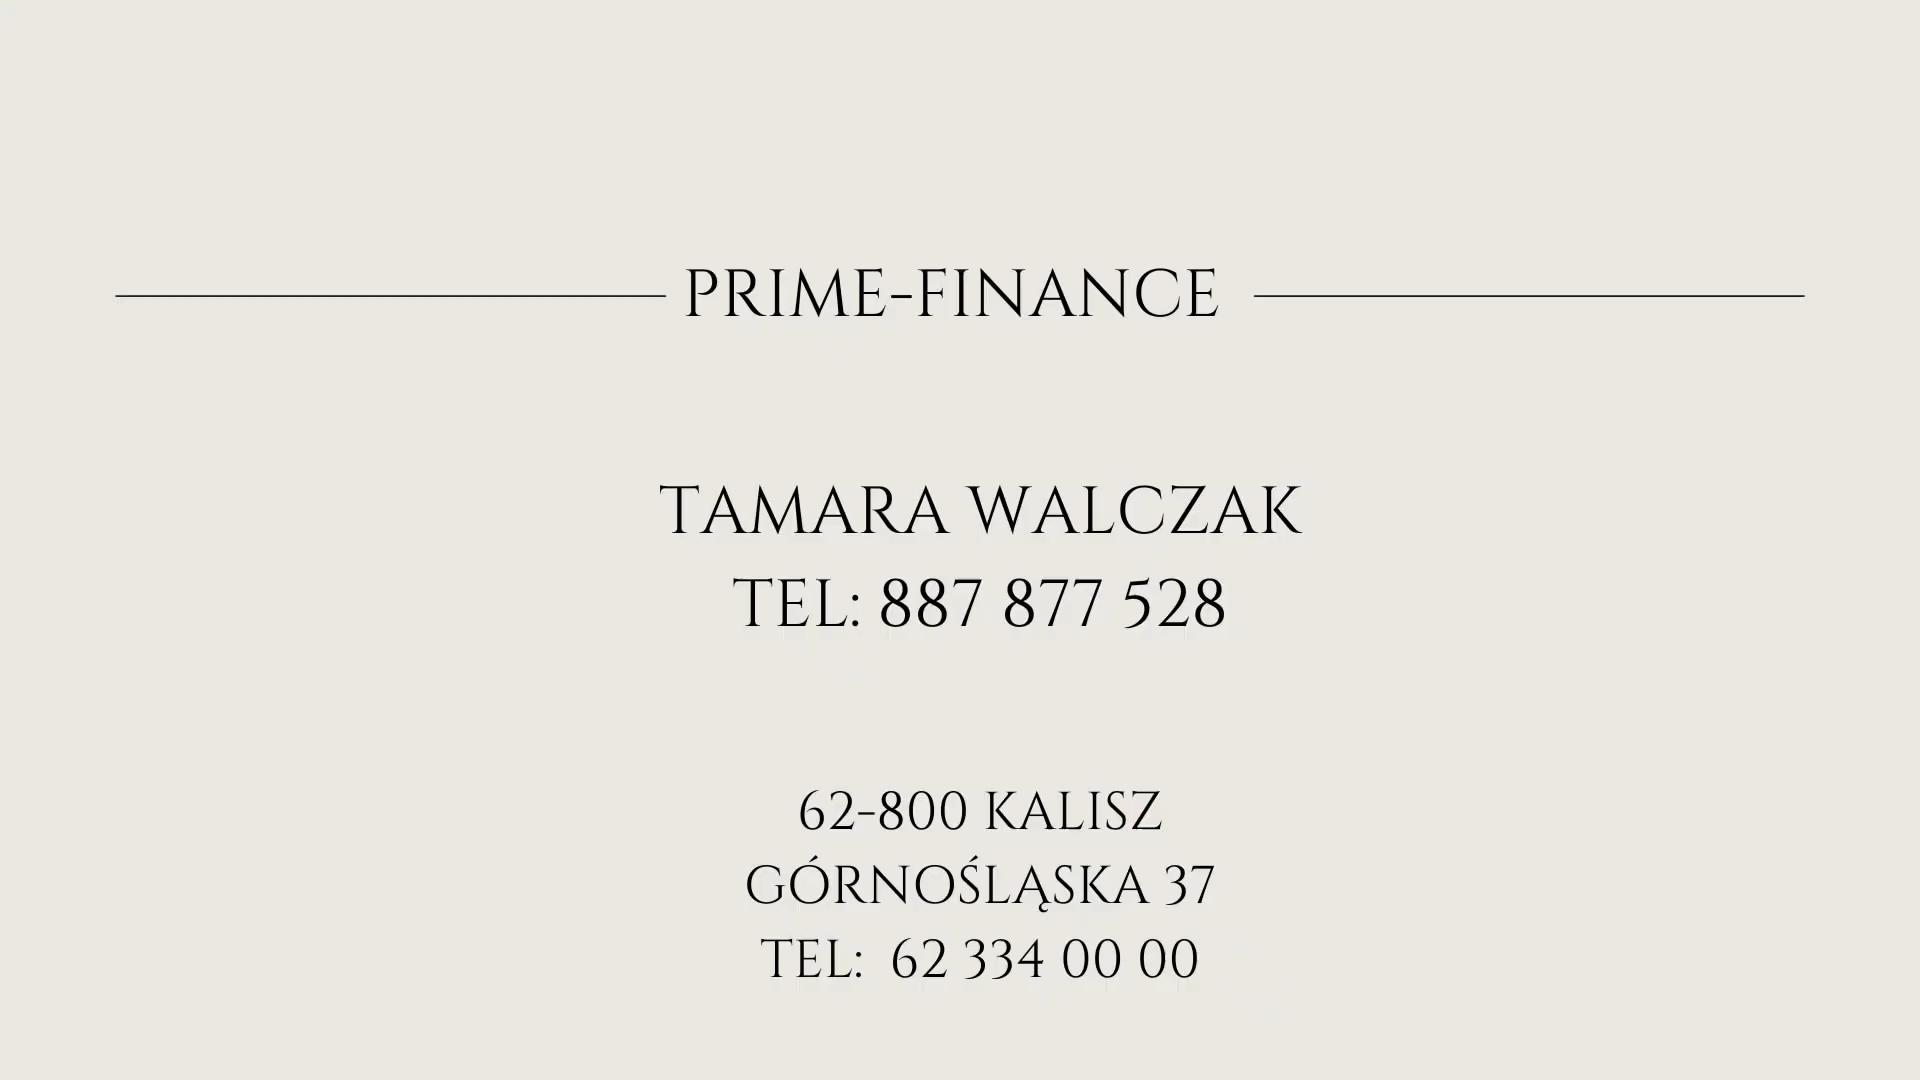 PRIME-FINANCE
TAMARA WALCZAK
TEL: 887 877 528
62-800 KALISZ
GÓRNOŚLĄSKA 37
TEL: 62 334 00 00